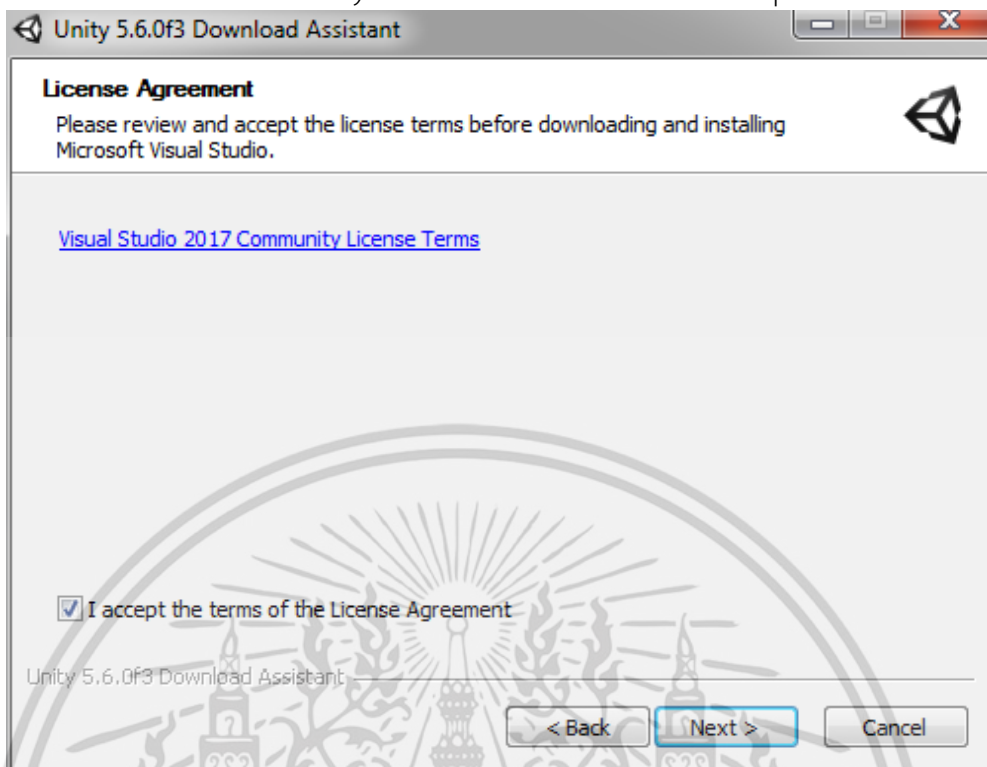 Unity 5.6.0f3 Download Assistant
License Agreement
Please review and accept the license terms before downloading and installing
Microsoft Visual Studio.
Visual Studio 2017 Community License Terms
I accept the terms of the License Agreement
Unity 5.6.0f3 Download Assistant
< Back Next > Cancel